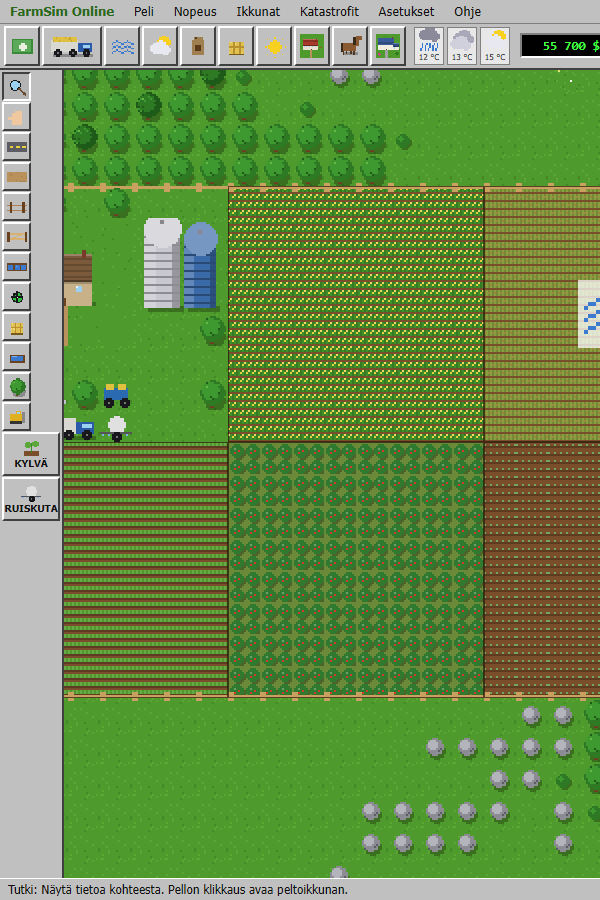 FarmSim Online Peli Nopeus Ikkunat Katastrofit Asetukset Ohje
12 °C 13 °C 15 °C 55 700 $
KYLVÄ
RUISKUTA
Tutki: Näytä tietoa kohteesta. Pellon klikkaus avaa peltoikkunan.